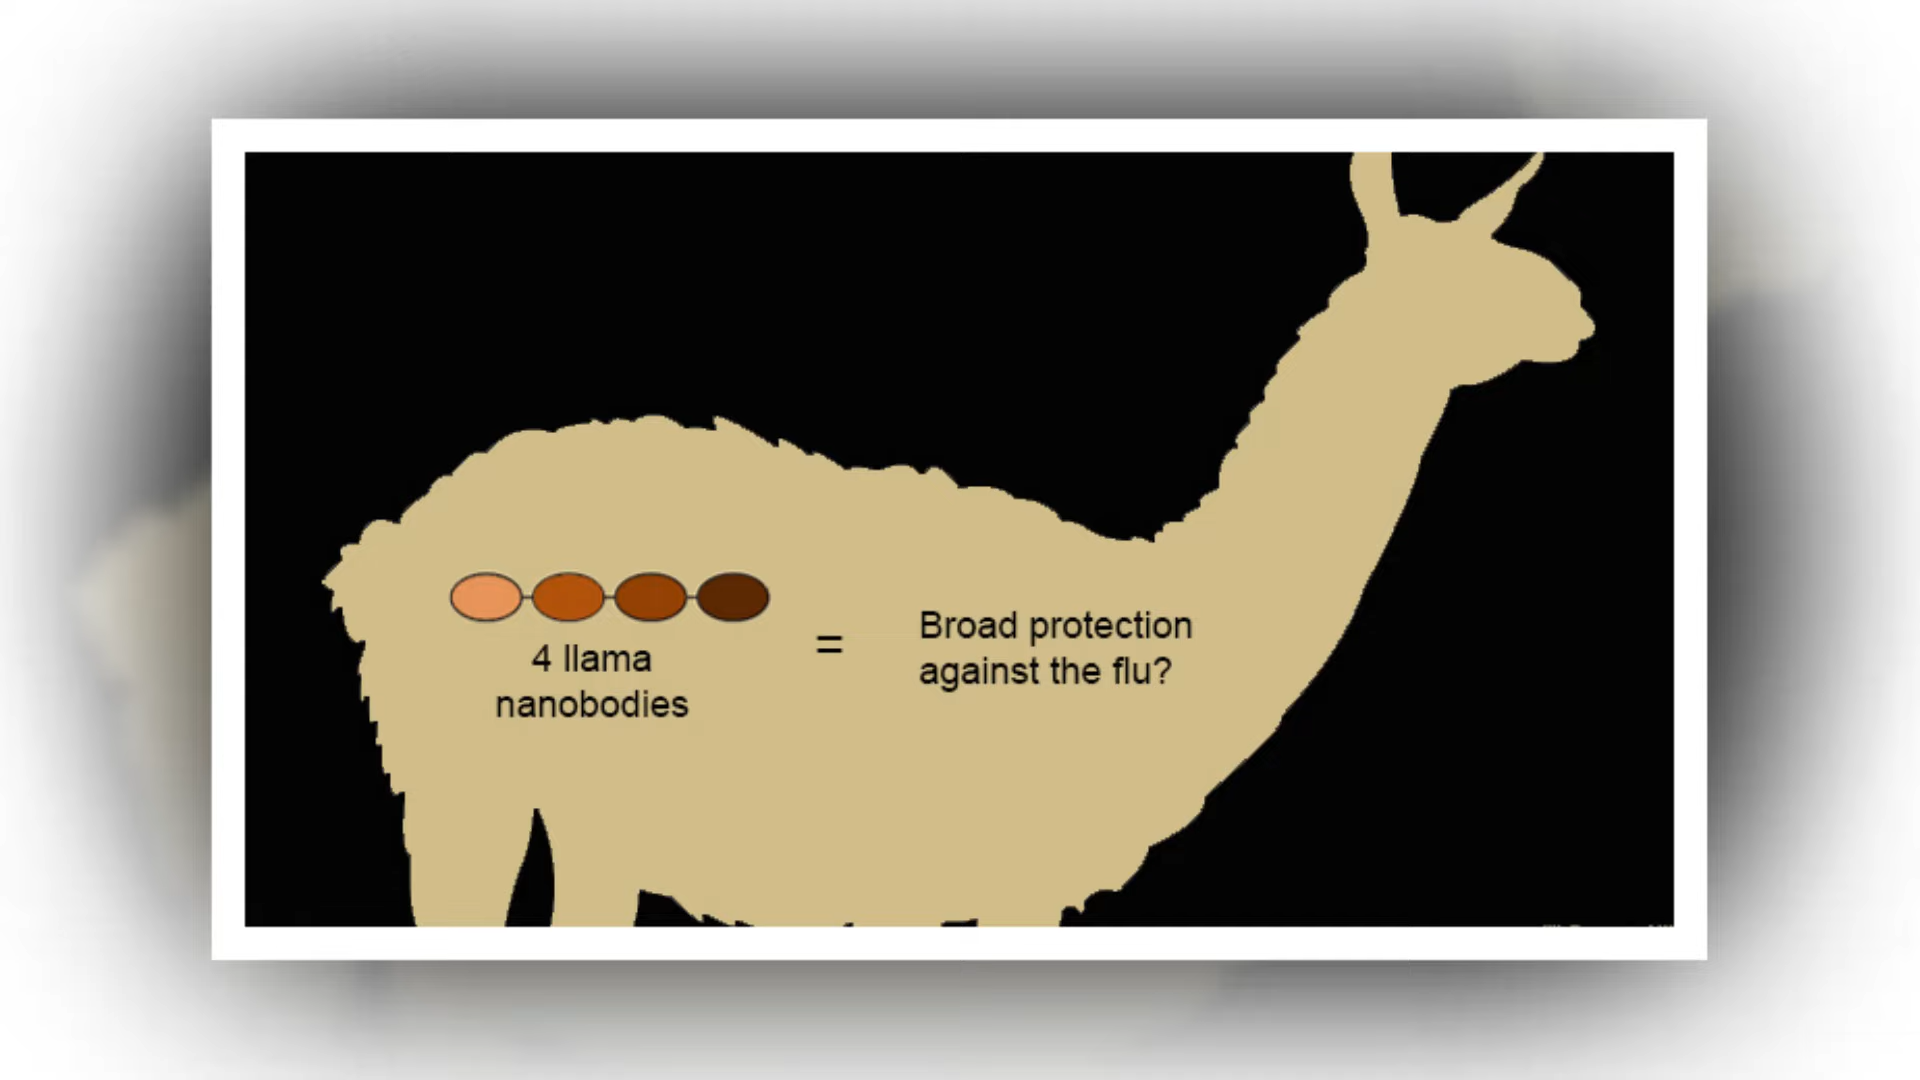 4 llama
nanobodies
=
Broad protection
against the flu?